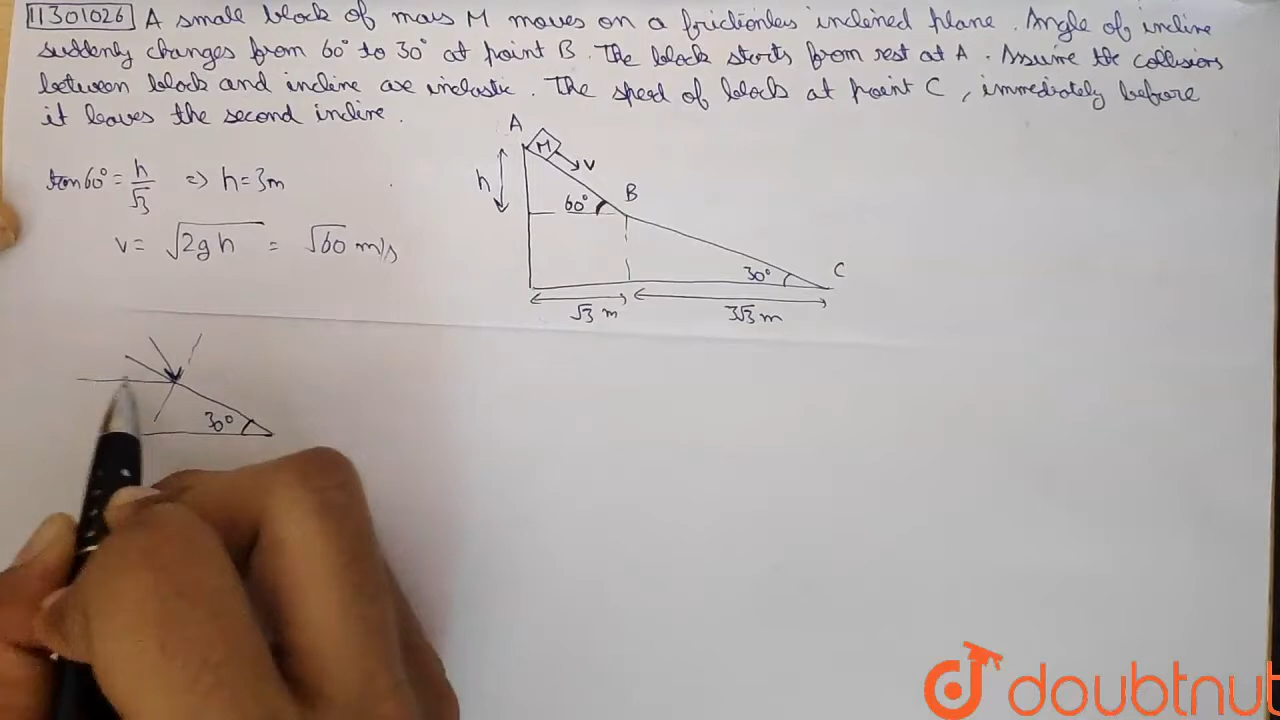 11301026 A small block of mass M moves on a frictionless inclined plane. Angle of incline
suddenly changes from 60° to 30° at point B. The block starts from rest at A. Assume the collisions
between block and incline are inelastic. The speed of block at point C, immediately before
it leaves the second incline.
tan60° = h/√3 ⇒ h=3m
v = √2gh = √60 m/s
A
M
v
h
60°
B
30°
C
√3 m
3√3 m
30°
doubtnut